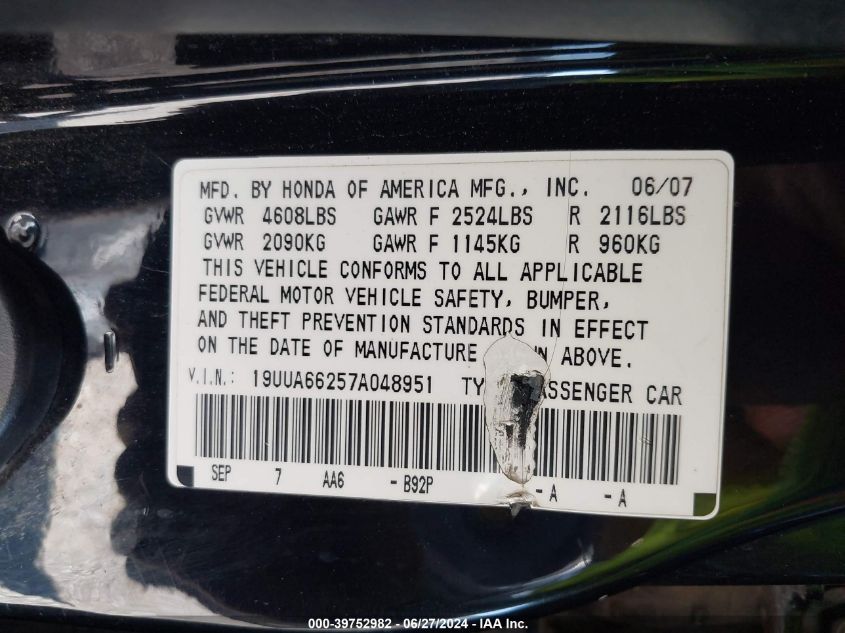 MFD. BY HONDA OF AMERICA MFG., INC. 06/07
GVWR 4608LBS GAWR F 2524LBS R 2116LBS
GVWR 2090KG GAWR F 1145KG R 960KG
THIS VEHICLE CONFORMS TO ALL APPLICABLE
FEDERAL MOTOR VEHICLE SAFETY, BUMPER,
AND THEFT PREVENTION STANDARDS IN EFFECT
ON THE DATE OF MANUFACTURE WN ABOVE.
V.I.N.: 19UUA66257A048951 TY ASSENGER CAR
SEP 7 AA6 - B92P - A - A
000-39752982 - 06/27/2024 - IAA Inc.